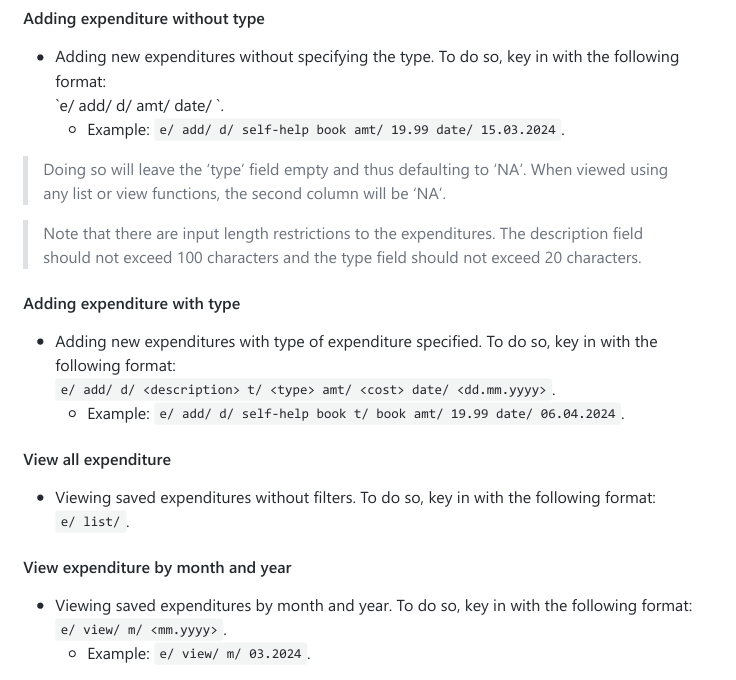 Adding expenditure without type
• Adding new expenditures without specifying the type. To do so, key in with the following
format:
`e/ add/ d/ amt/ date/ `.
○ Example: e/ add/ d/ self-help book amt/ 19.99 date/ 15.03.2024 .
Doing so will leave the ‘type’ field empty and thus defaulting to ‘NA’. When viewed using
any list or view functions, the second column will be ‘NA’.
Note that there are input length restrictions to the expenditures. The description field
should not exceed 100 characters and the type field should not exceed 20 characters.
Adding expenditure with type
• Adding new expenditures with type of expenditure specified. To do so, key in with the
following format:
e/ add/ d/ <description> t/ <type> amt/ <cost> date/ <dd.mm.yyyy> .
○ Example: e/ add/ d/ self-help book t/ book amt/ 19.99 date/ 06.04.2024 .
View all expenditure
• Viewing saved expenditures without filters. To do so, key in with the following format:
e/ list/ .
View expenditure by month and year
• Viewing saved expenditures by month and year. To do so, key in with the following format:
e/ view/ m/ <mm.yyyy> .
○ Example: e/ view/ m/ 03.2024 .